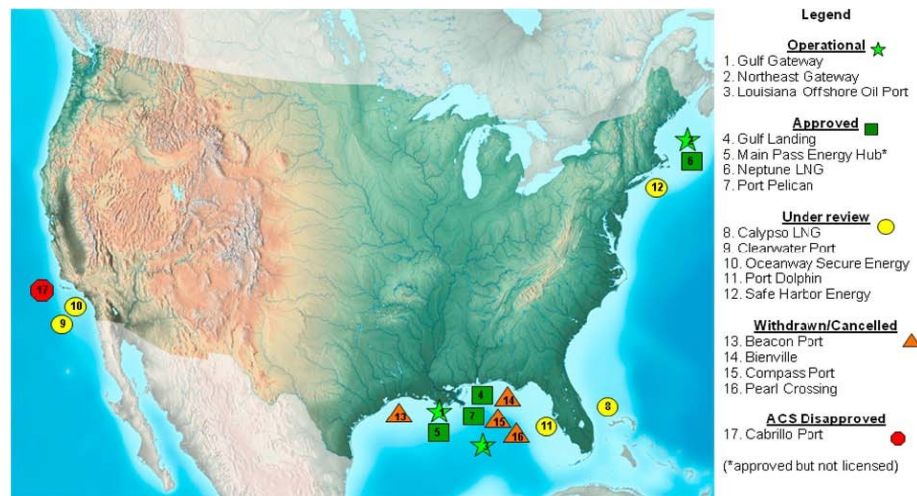 Legend
Operational
1. Gulf Gateway
2. Northeast Gateway
3. Louisiana Offshore Oil Port
Approved
4. Gulf Landing
5. Main Pass Energy Hub*
6. Neptune LNG
7. Port Pelican
Under review
8. Calypso LNG
9. Clearwater Port
10. Oceanway Secure Energy
11. Port Dolphin
12. Safe Harbor Energy
Withdrawn/Cancelled
13. Beacon Port
14. Bienville
15. Compass Port
16. Pearl Crossing
ACS Disapproved
17. Cabrillo Port
(*approved but not licensed)
6
12
17
10
9
4
14
13
7
15
5
16
11
8